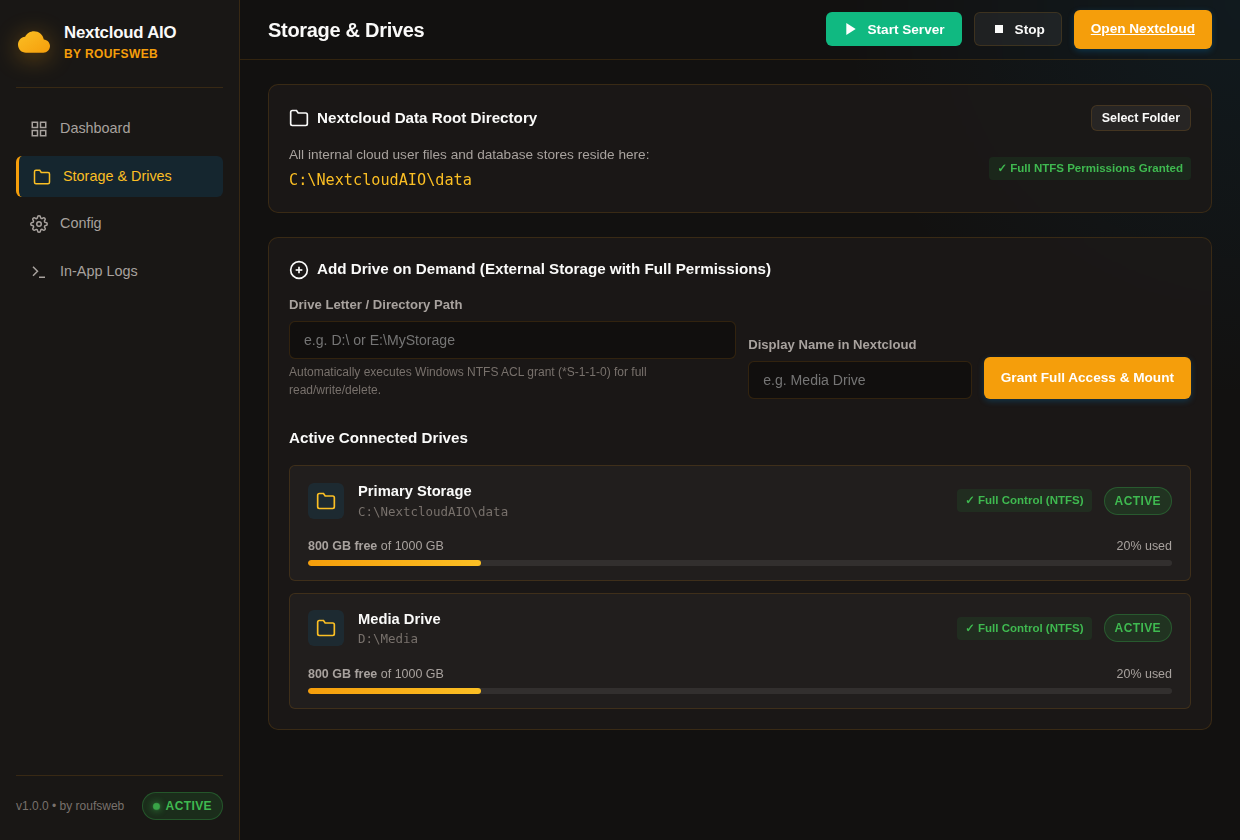 Nextcloud AIO
BY ROUFSWEB
Dashboard
Storage & Drives
Config
In-App Logs
v1.0.0 • by roufsweb
ACTIVE
Storage & Drives
Start Server
Stop
Open Nextcloud
Nextcloud Data Root Directory
Select Folder
All internal cloud user files and database stores reside here:
C:\NextcloudAIO\data
✓ Full NTFS Permissions Granted
Add Drive on Demand (External Storage with Full Permissions)
Drive Letter / Directory Path
e.g. D:\ or E:\MyStorage
Automatically executes Windows NTFS ACL grant (*S-1-1-0) for full
read/write/delete.
Display Name in Nextcloud
e.g. Media Drive
Grant Full Access & Mount
Active Connected Drives
Primary Storage
C:\NextcloudAIO\data
✓ Full Control (NTFS)
ACTIVE
800 GB free of 1000 GB
20% used
Media Drive
D:\Media
✓ Full Control (NTFS)
ACTIVE
800 GB free of 1000 GB
20% used